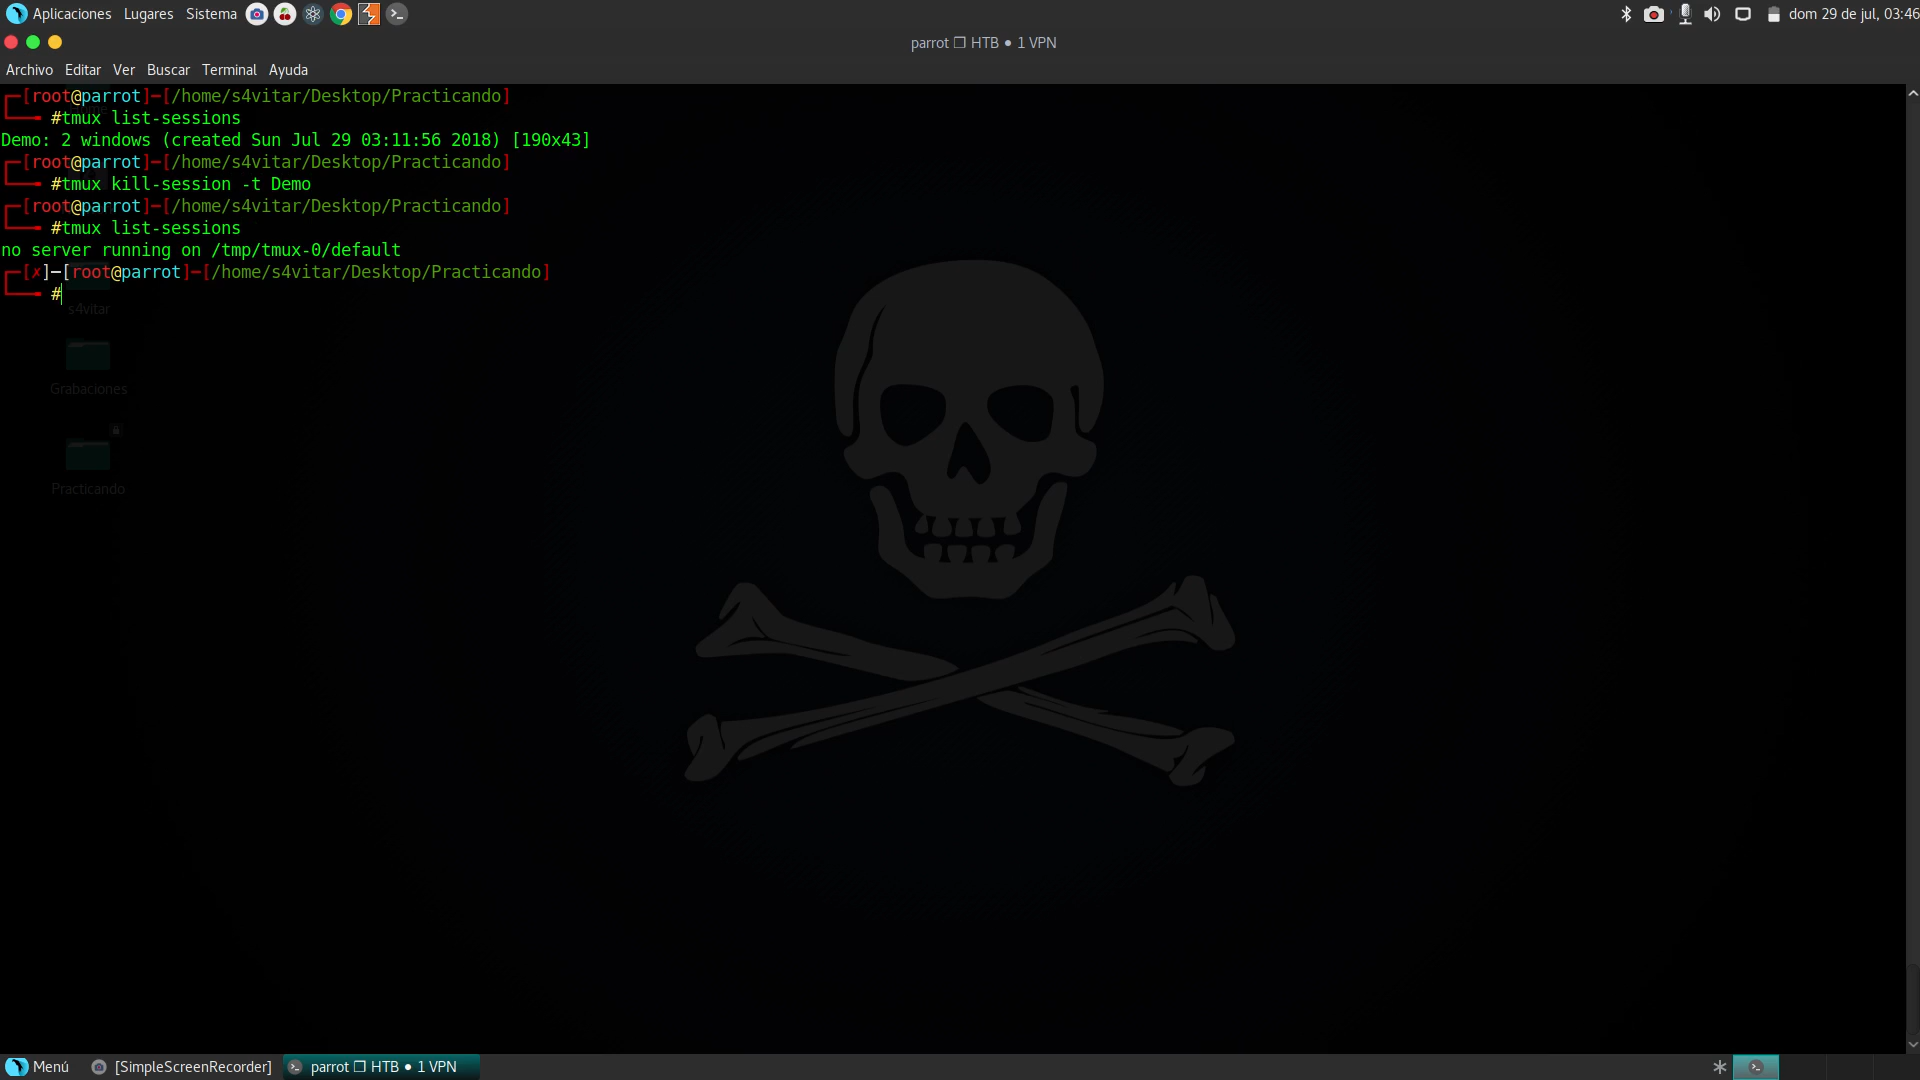 Aplicaciones Lugares Sistema
dom 29 de jul, 03:46
parrot ❐ HTB ● 1 VPN
Archivo Editar Ver Buscar Terminal Ayuda
┌─[root@parrot]─[/home/s4vitar/Desktop/Practicando]
└──╼ #tmux list-sessions
Demo: 2 windows (created Sun Jul 29 03:11:56 2018) [190x43]
┌─[root@parrot]─[/home/s4vitar/Desktop/Practicando]
└──╼ #tmux kill-session -t Demo
┌─[root@parrot]─[/home/s4vitar/Desktop/Practicando]
└──╼ #tmux list-sessions
no server running on /tmp/tmux-0/default
┌─[✗]─[root@parrot]─[/home/s4vitar/Desktop/Practicando]
└──╼ #
s4vitar
Grabaciones
Practicando
Menú [SimpleScreenRecorder] parrot ❐ HTB ● 1 VPN